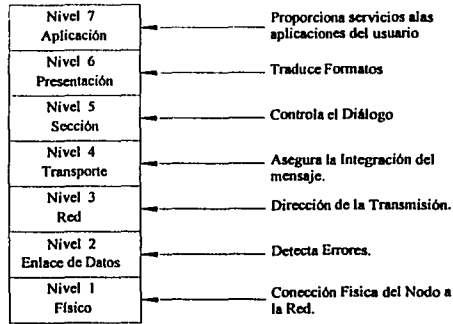 Nivel 7
Aplicación
Proporciona servicios alas
aplicaciones del usuario
Nivel 6
Presentación
Traduce Formatos
Nivel 5
Sección
Controla el Diálogo
Nivel 4
Transporte
Asegura la Integración del
mensaje.
Nivel 3
Red
Dirección de la Transmisión.
Nivel 2
Enlace de Datos
Detecta Errores.
Nivel 1
Físico
Conección Fisica del Nodo a
la Red.